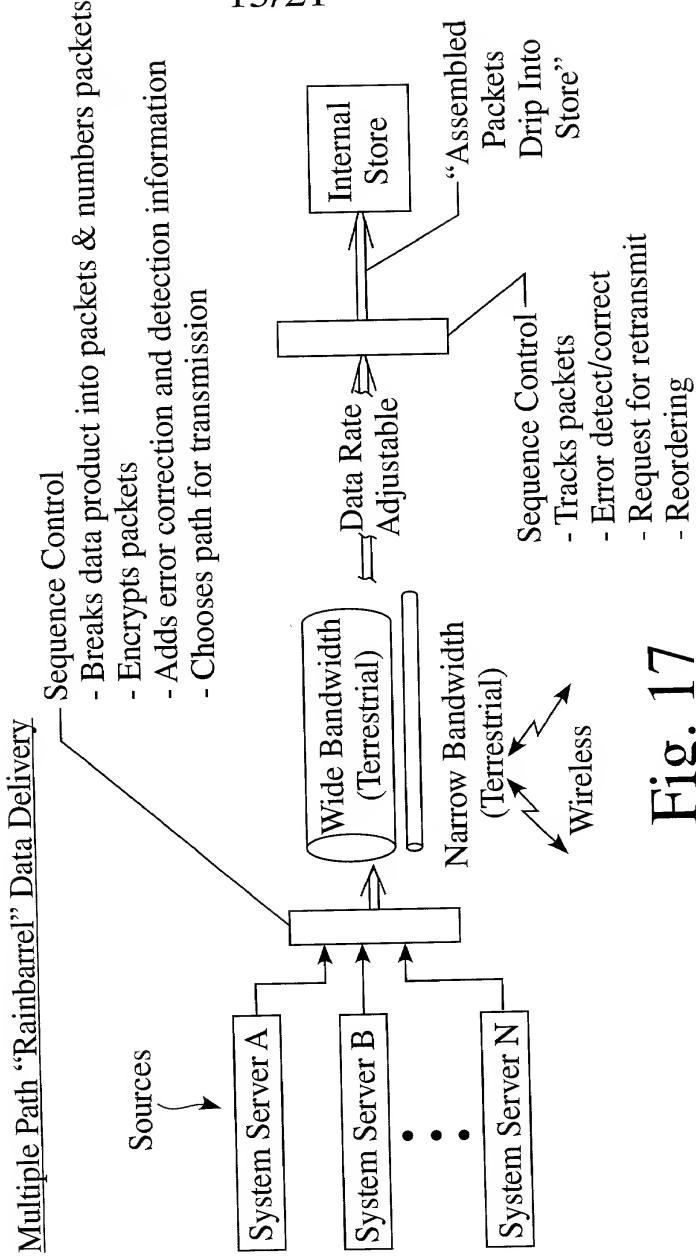 15/21
Multiple Path “Rainbarrel” Data Delivery
Sequence Control
- Breaks data product into packets & numbers packets
- Encrypts packets
- Adds error correction and detection information
- Chooses path for transmission
Sources
System Server A
System Server B
System Server N
Wide Bandwidth
(Terrestrial)
Narrow Bandwidth
(Terrestrial)
Wireless
Data Rate
Adjustable
Internal
Store
“Assembled
Packets
Drip Into
Store”
Sequence Control
- Tracks packets
- Error detect/correct
- Request for retransmit
- Reordering
Fig. 17